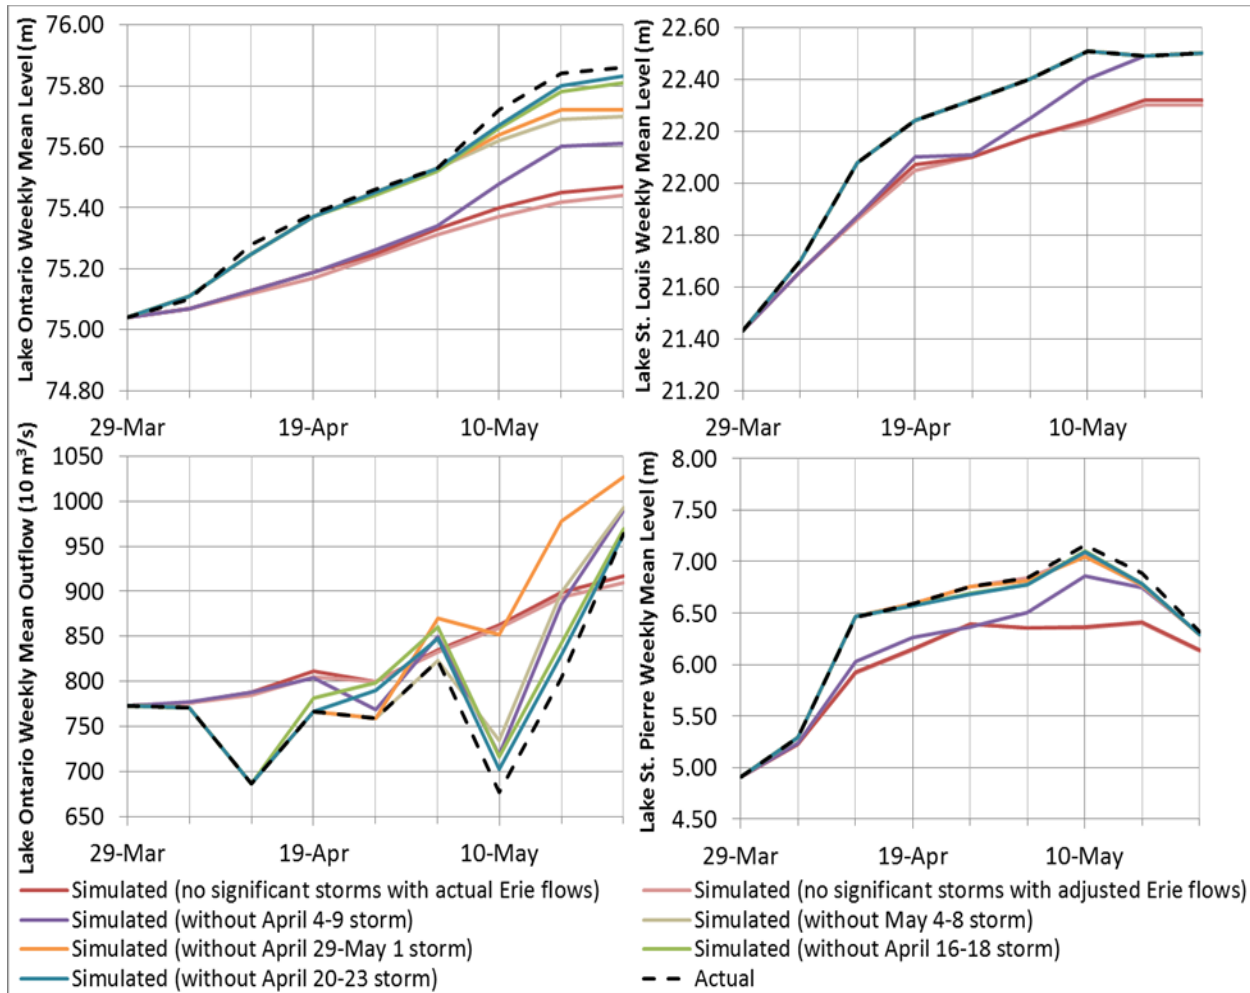 Lake Ontario Weekly Mean Level (m)
76.00
75.80
75.60
75.40
75.20
75.00
74.80
29-Mar 19-Apr 10-May
Lake St. Louis Weekly Mean Level (m)
22.60
22.40
22.20
22.00
21.80
21.60
21.40
21.20
29-Mar 19-Apr 10-May
Lake Ontario Weekly Mean Outflow (10 m³/s)
1050
1000
950
900
850
800
750
700
650
29-Mar 19-Apr 10-May
Lake St. Pierre Weekly Mean Level (m)
8.00
7.50
7.00
6.50
6.00
5.50
5.00
4.50
29-Mar 19-Apr 10-May
Simulated (no significant storms with actual Erie flows)
Simulated (no significant storms with adjusted Erie flows)
Simulated (without April 4-9 storm)
Simulated (without May 4-8 storm)
Simulated (without April 29-May 1 storm)
Simulated (without April 16-18 storm)
Simulated (without April 20-23 storm)
Actual